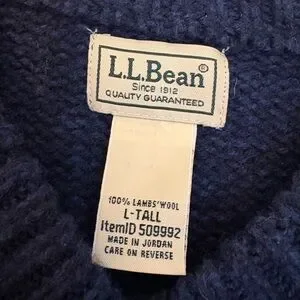 L.L.Bean®
Since 1912
QUALITY GUARANTEED
100% LAMBS' WOOL
L-TALL
ItemID 509992
MADE IN JORDAN
CARE ON REVERSE